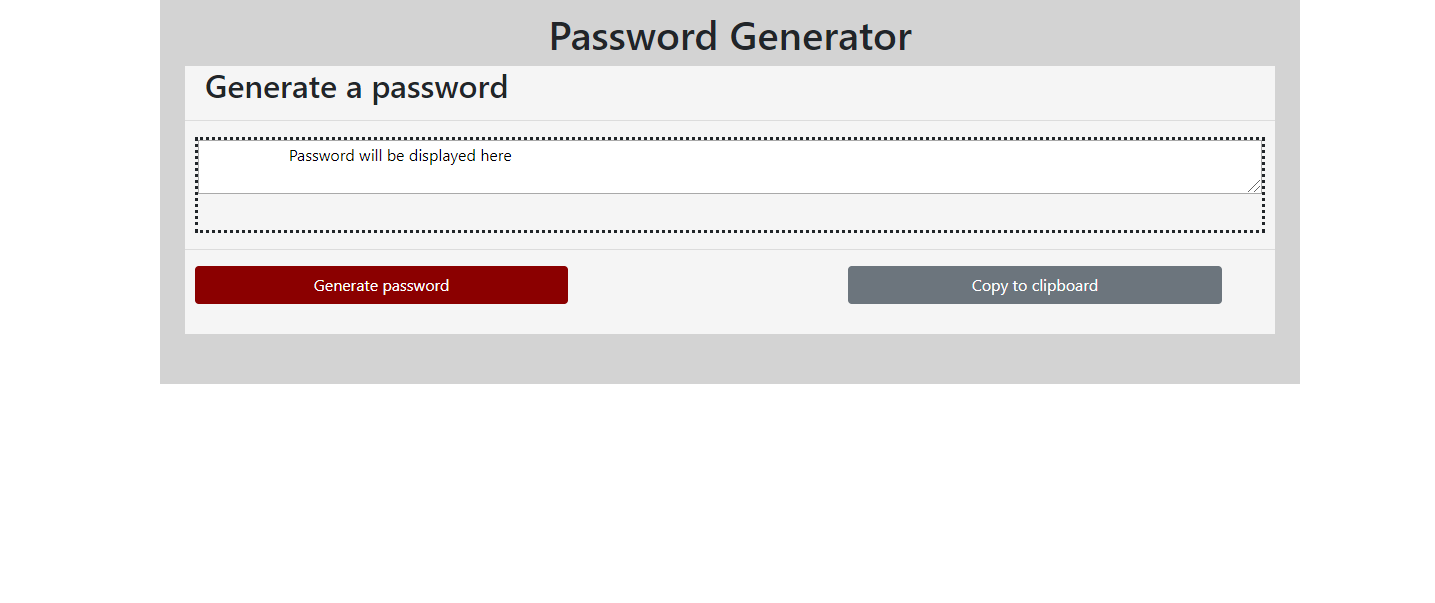 Password Generator
Generate a password
Password will be displayed here
Generate password
Copy to clipboard